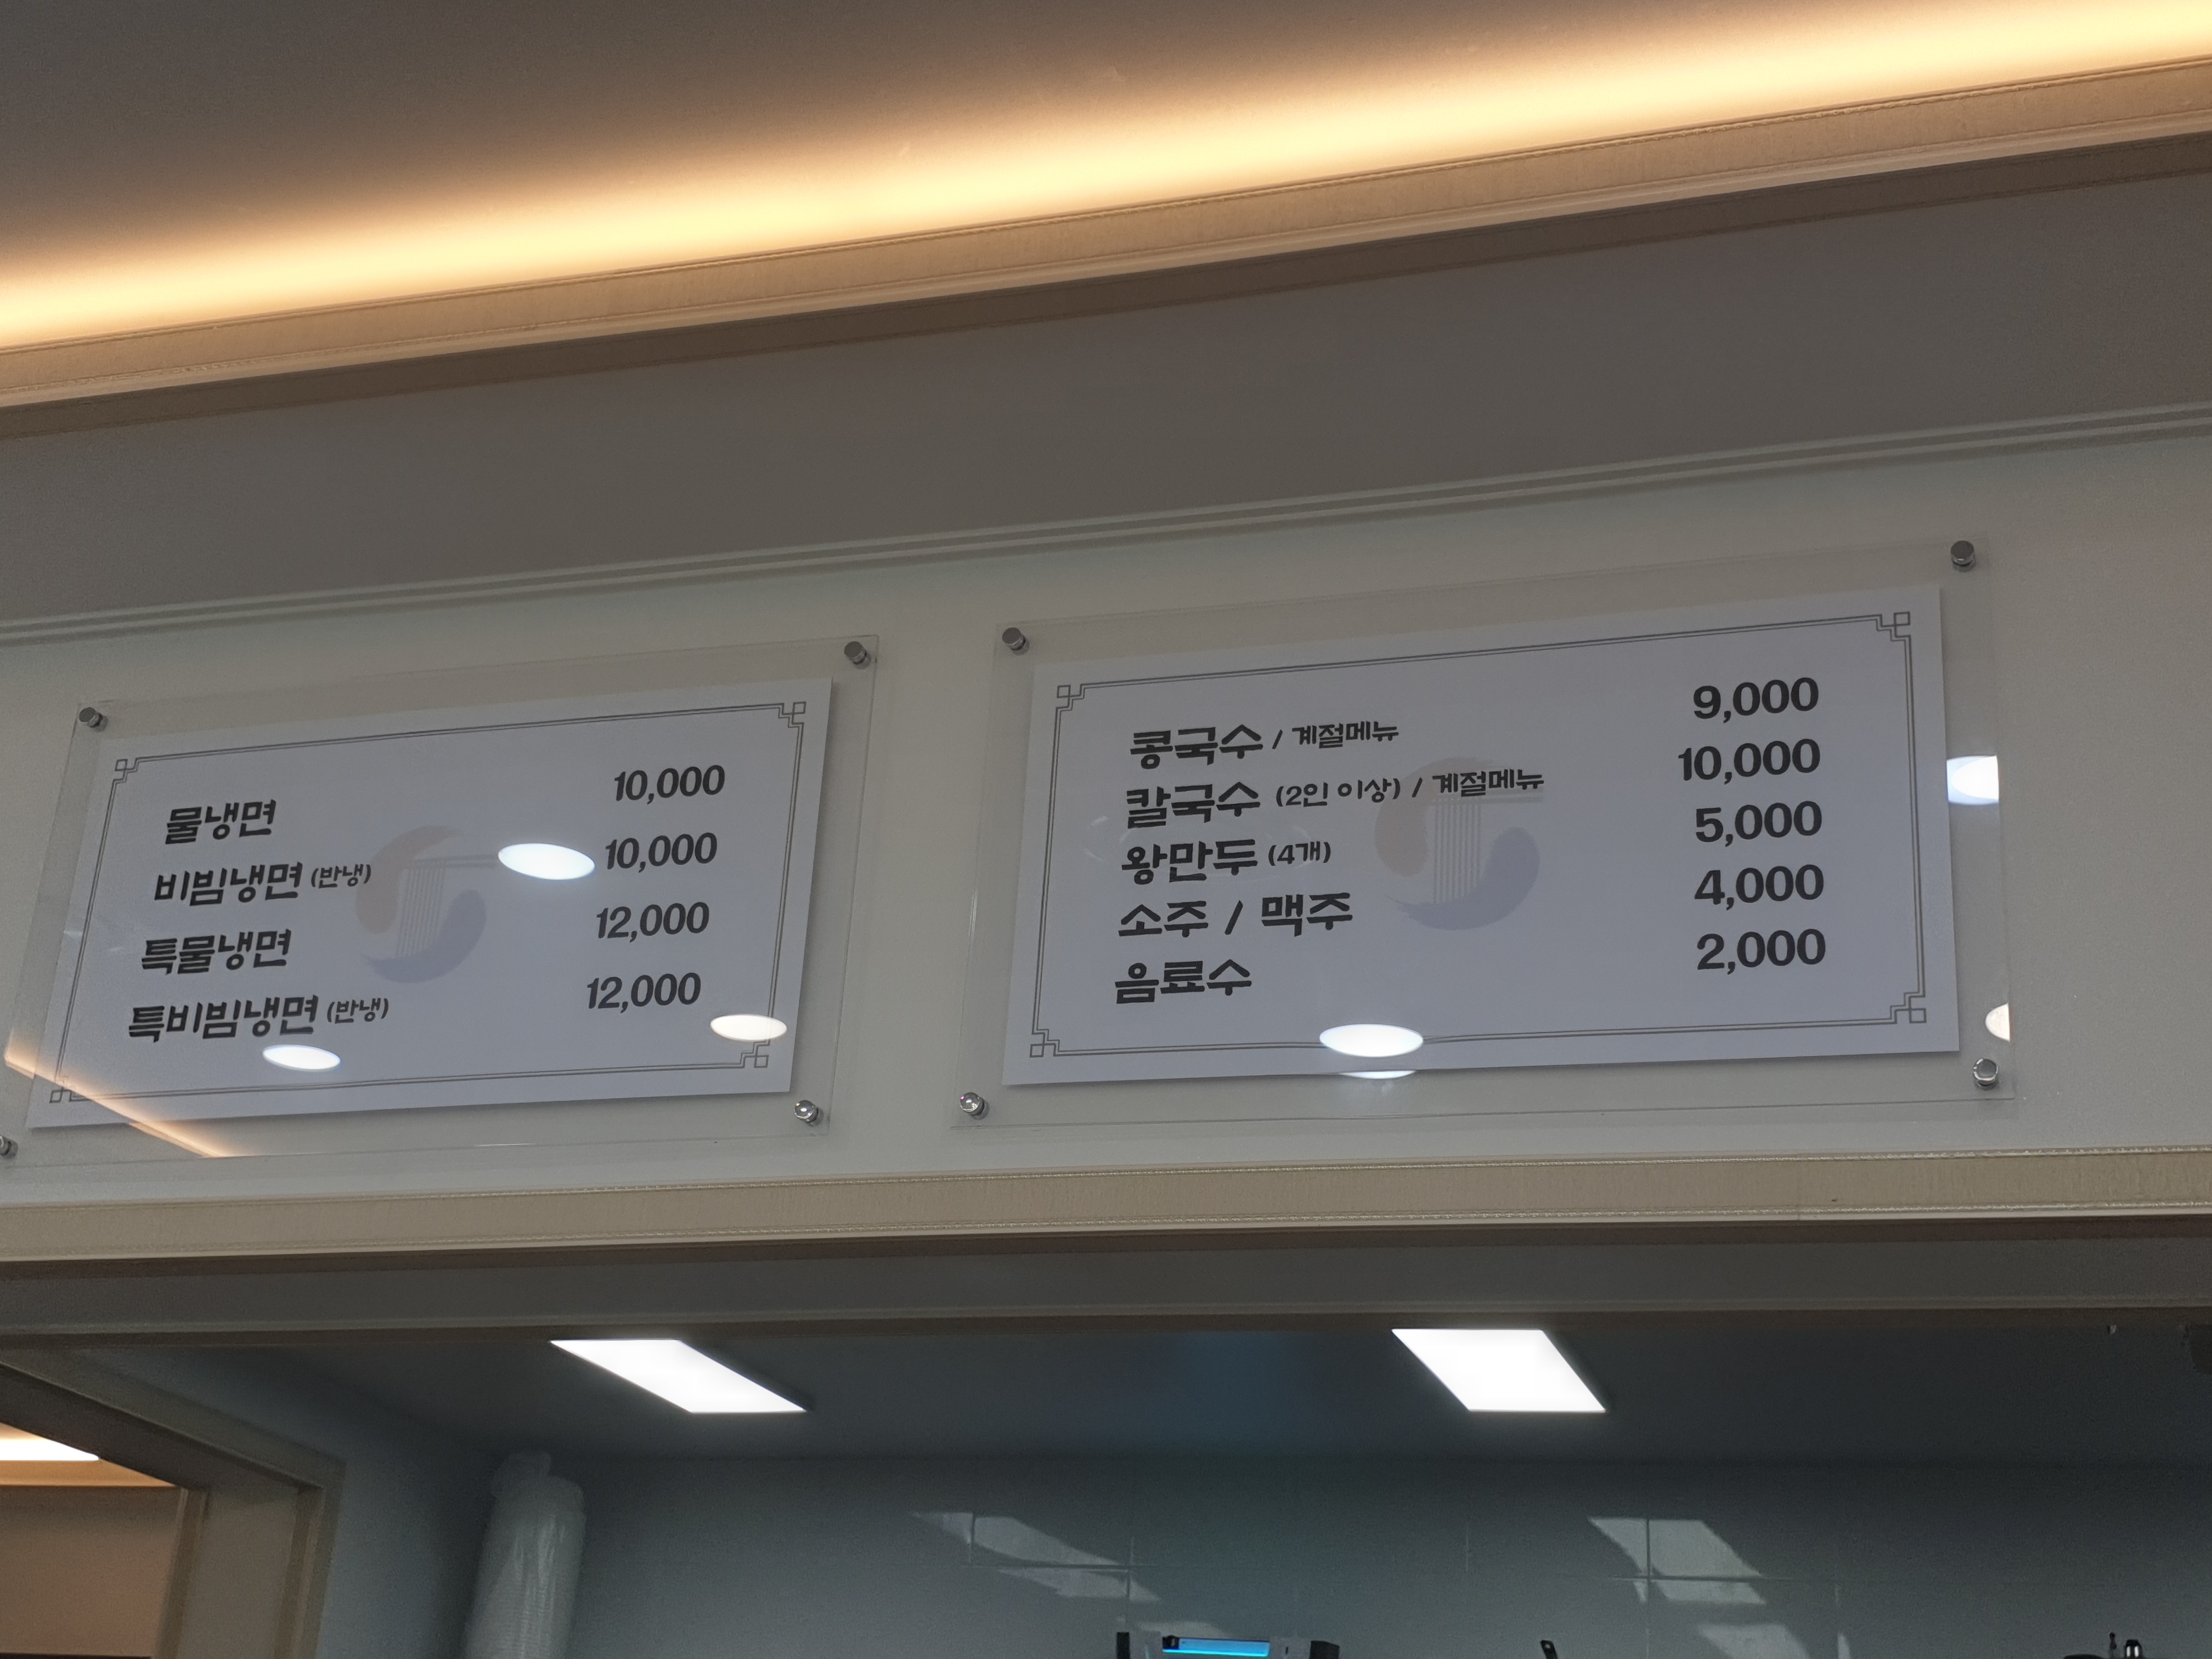 물냉면 10,000
비빔냉면 (반냉) 10,000
특물냉면 12,000
특비빔냉면 (반냉) 12,000
콩국수 / 계절메뉴 9,000
칼국수 (2인 이상) / 계절메뉴 10,000
왕만두 (4개) 5,000
소주 / 맥주 4,000
음료수 2,000